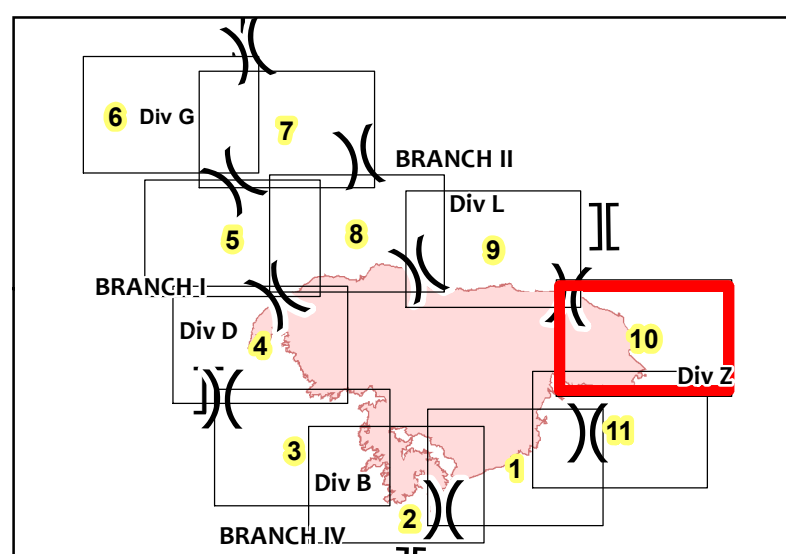 6
Div G
7
BRANCH II
Div L
5
8
9
BRANCH I
Div D
4
10
Div Z
3
11
1
Div B
2
BRANCH IV